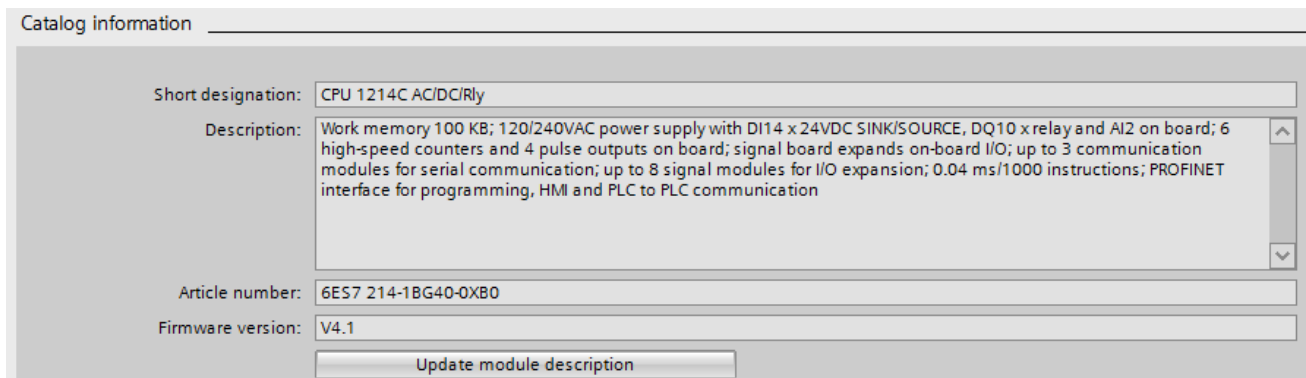 Catalog information
Short designation: CPU 1214C AC/DC/Rly
Description: Work memory 100 KB; 120/240VAC power supply with DI14 x 24VDC SINK/SOURCE, DQ10 x relay and AI2 on board; 6
high-speed counters and 4 pulse outputs on board; signal board expands on-board I/O; up to 3 communication
modules for serial communication; up to 8 signal modules for I/O expansion; 0.04 ms/1000 instructions; PROFINET
interface for programming, HMI and PLC to PLC communication
Article number: 6ES7 214-1BG40-0XB0
Firmware version: V4.1
Update module description